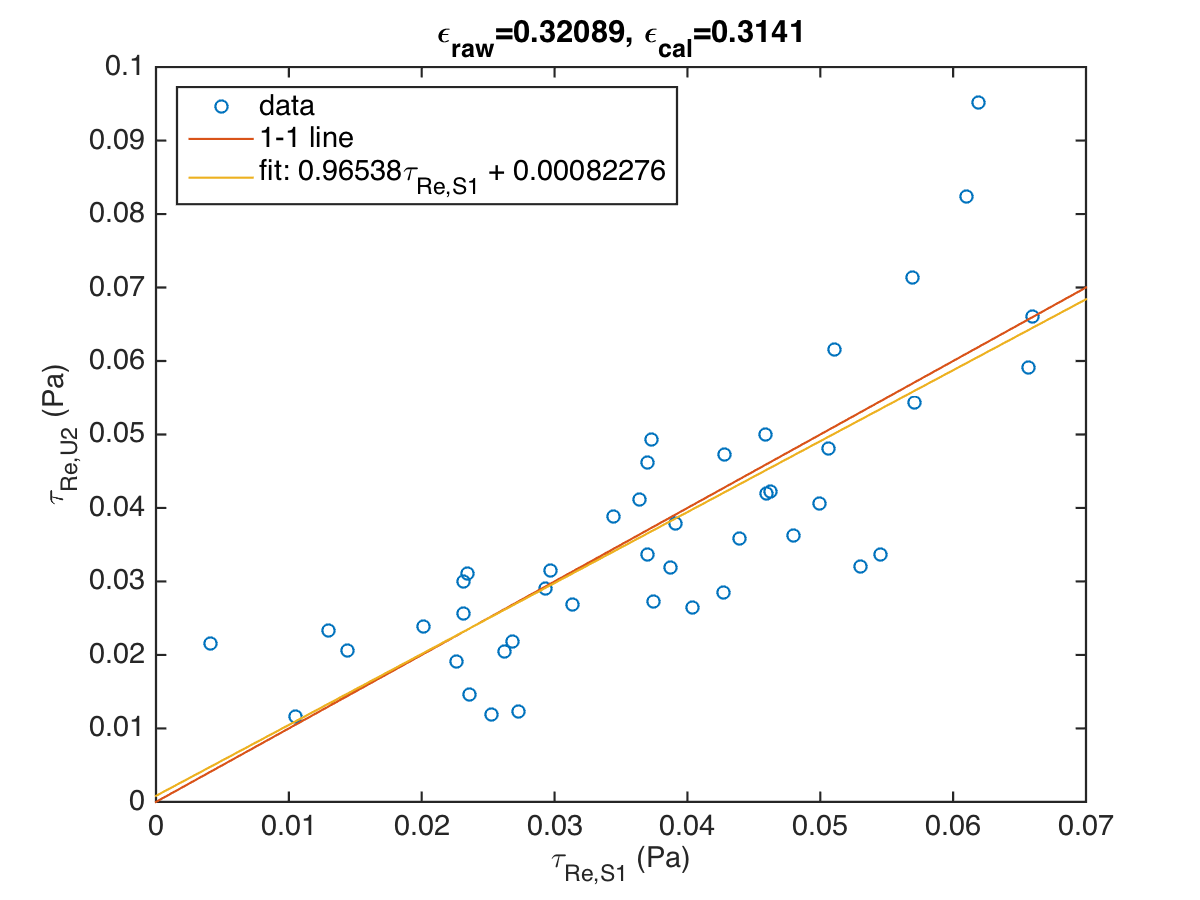 ϵraw=0.32089, ϵcal=0.3141
0.1
0.09
0.08
0.07
0.06
0.05
0.04
0.03
0.02
0.01
0
τRe,U2 (Pa)
data
1-1 line
fit: 0.96538τRe,S1 + 0.00082276
0 0.01 0.02 0.03 0.04 0.05 0.06 0.07
τRe,S1 (Pa)